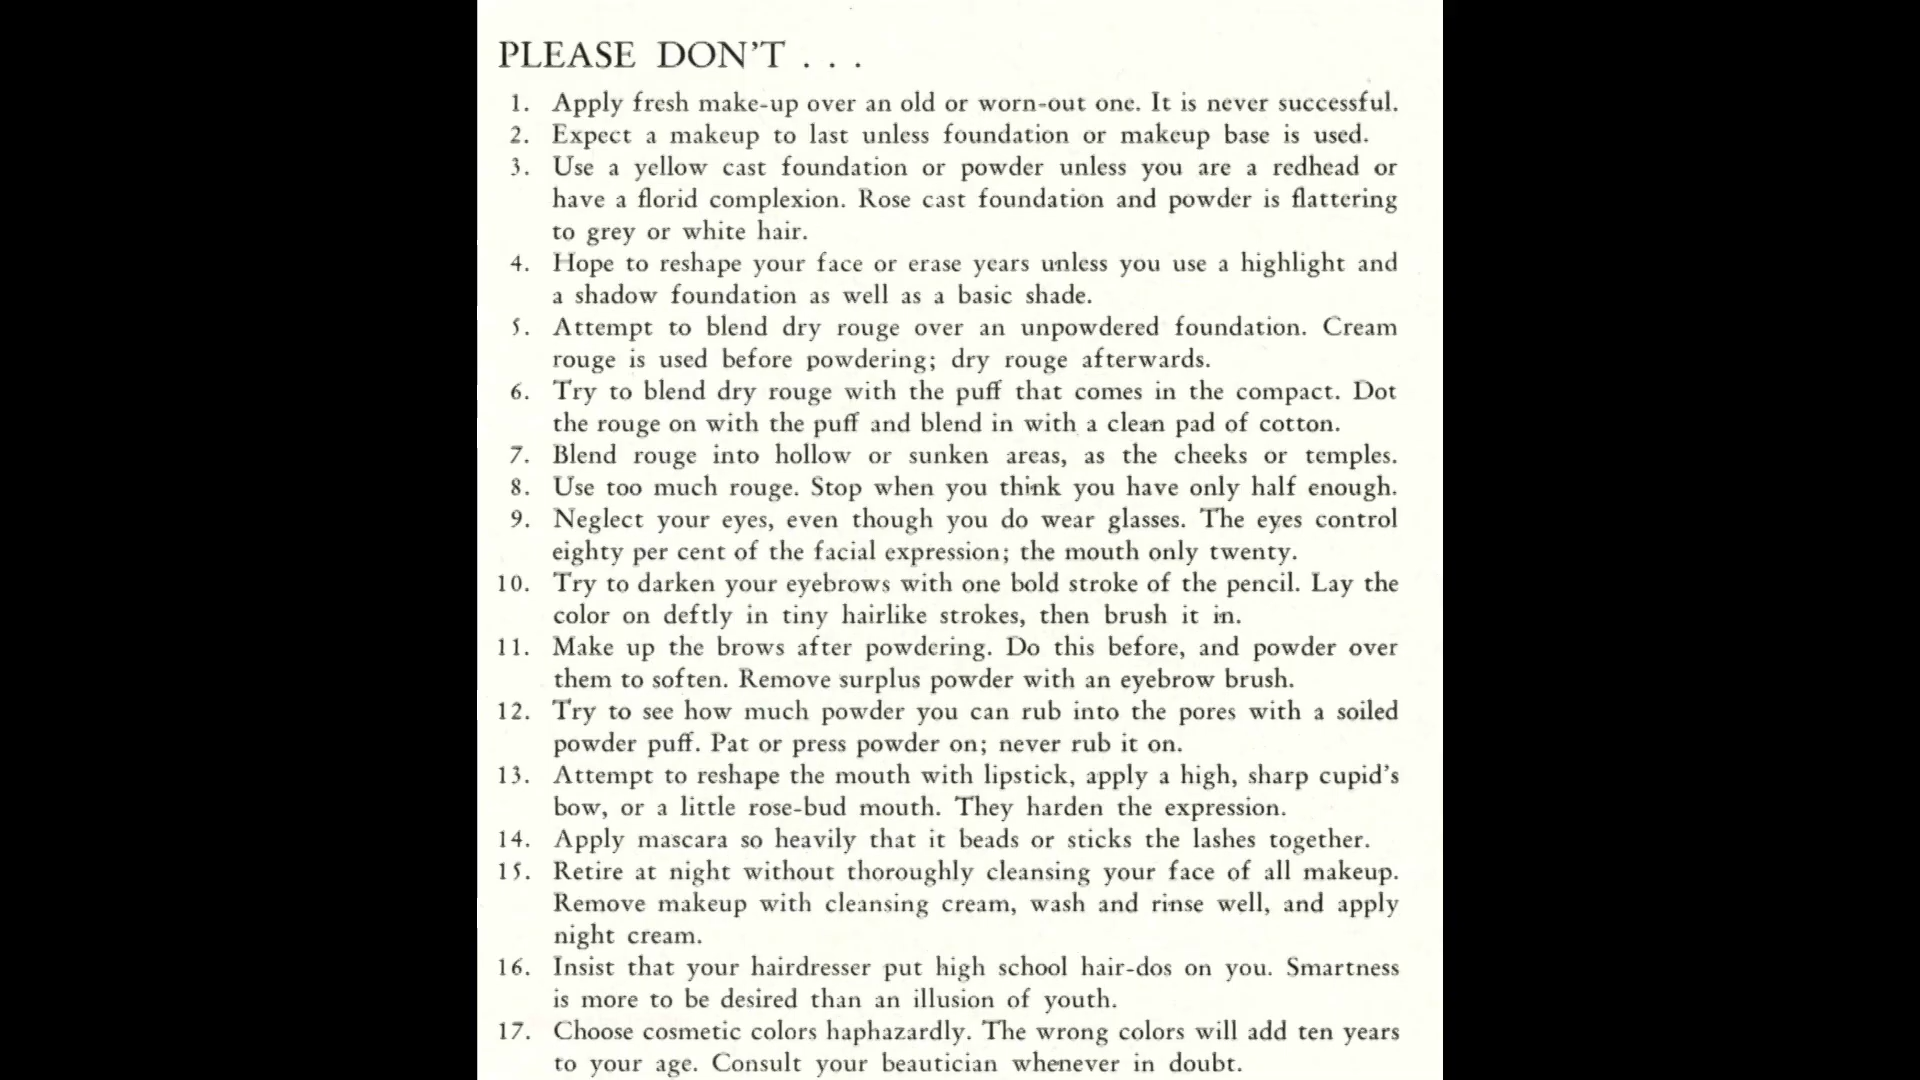 PLEASE DON'T . . .
1. Apply fresh make-up over an old or worn-out one. It is never successful.
2. Expect a makeup to last unless foundation or makeup base is used.
3. Use a yellow cast foundation or powder unless you are a redhead or
have a florid complexion. Rose cast foundation and powder is flattering
to grey or white hair.
4. Hope to reshape your face or erase years unless you use a highlight and
a shadow foundation as well as a basic shade.
5. Attempt to blend dry rouge over an unpowdered foundation. Cream
rouge is used before powdering; dry rouge afterwards.
6. Try to blend dry rouge with the puff that comes in the compact. Dot
the rouge on with the puff and blend in with a clean pad of cotton.
7. Blend rouge into hollow or sunken areas, as the cheeks or temples.
8. Use too much rouge. Stop when you think you have only half enough.
9. Neglect your eyes, even though you do wear glasses. The eyes control
eighty per cent of the facial expression; the mouth only twenty.
10. Try to darken your eyebrows with one bold stroke of the pencil. Lay the
color on deftly in tiny hairlike strokes, then brush it in.
11. Make up the brows after powdering. Do this before, and powder over
them to soften. Remove surplus powder with an eyebrow brush.
12. Try to see how much powder you can rub into the pores with a soiled
powder puff. Pat or press powder on; never rub it on.
13. Attempt to reshape the mouth with lipstick, apply a high, sharp cupid's
bow, or a little rose-bud mouth. They harden the expression.
14. Apply mascara so heavily that it beads or sticks the lashes together.
15. Retire at night without thoroughly cleansing your face of all makeup.
Remove makeup with cleansing cream, wash and rinse well, and apply
night cream.
16. Insist that your hairdresser put high school hair-dos on you. Smartness
is more to be desired than an illusion of youth.
17. Choose cosmetic colors haphazardly. The wrong colors will add ten years
to your age. Consult your beautician whenever in doubt.